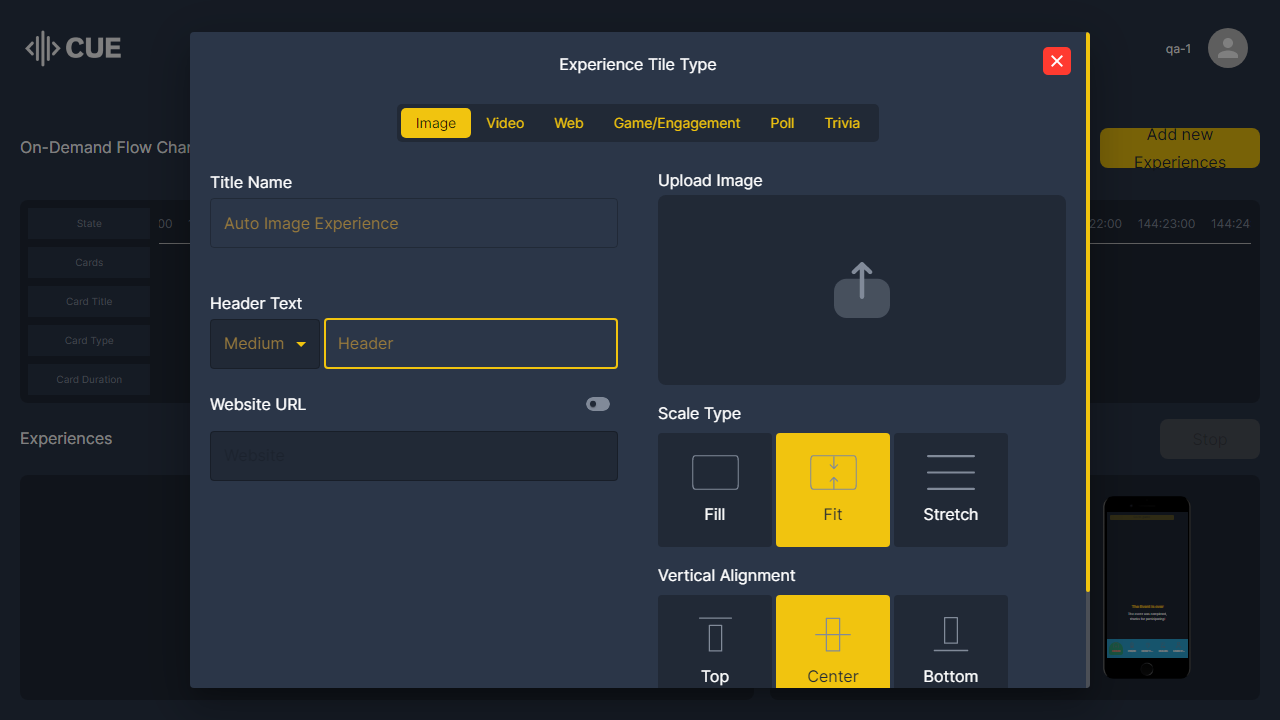 CUE
Experience Tile Type
qa-1
Image
Video
Web
Game/Engagement
Poll
Trivia
Add new
Experiences
On-Demand Flow Char
Title Name
Auto Image Experience
Upload Image
State
Cards
Card Title
Card Type
Card Duration
00
22:00
144:23:00
144:24
Header Text
Medium
Header
Website URL
Website
Scale Type
Fill
Fit
Stretch
Experiences
Stop
Vertical Alignment
Top
Center
Bottom